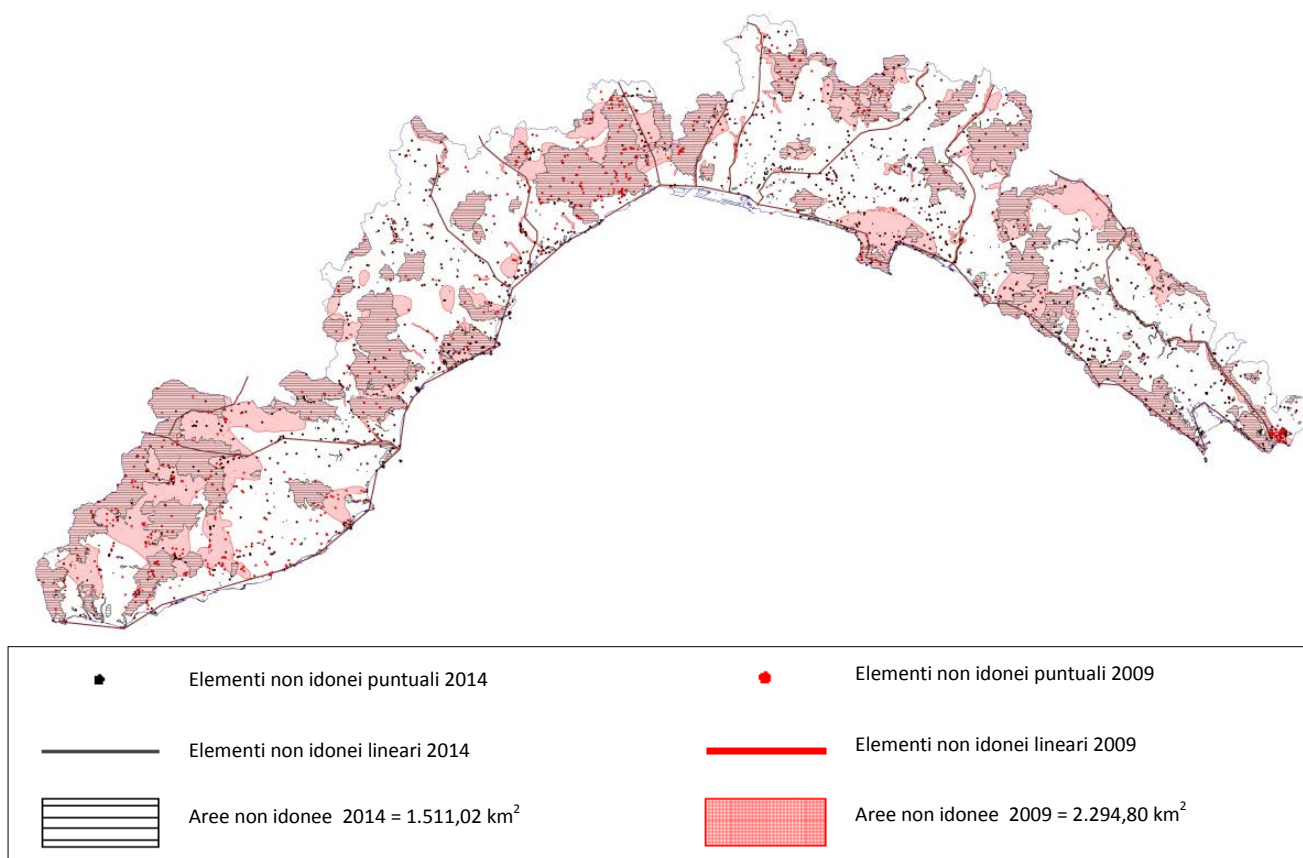 Elementi non idonei puntuali 2014
Elementi non idonei puntuali 2009
Elementi non idonei lineari 2014
Elementi non idonei lineari 2009
Aree non idonee  2014 = 1.511,02 km²
Aree non idonee  2009 = 2.294,80 km²